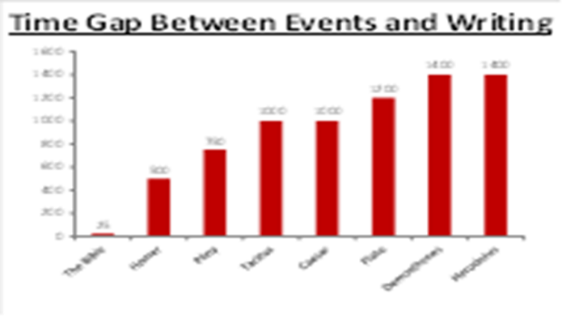 Time Gap Between Events and Writing
1600
1400 1400 1400
1200 1200
1000 1000 1000
800 750
600
400 500
200
0 25
The Bible Homer Pliny Tacitus Caesar Plato Demosthenes Herodotus